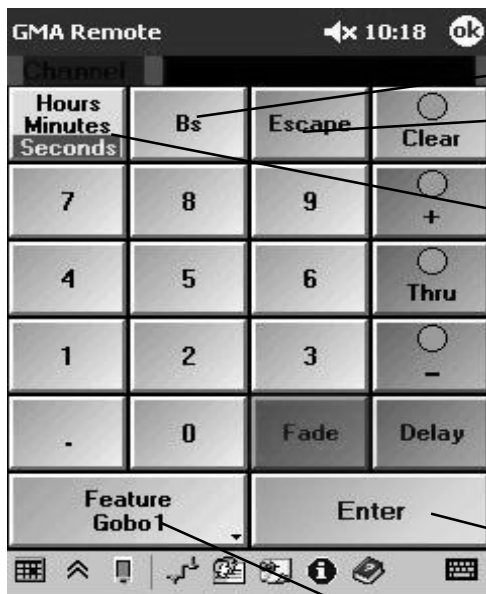 GMA Remote 10:18 ok
Channel
Hours
Minutes
Seconds
Bs
Escape
Clear
7
8
9
+
4
5
6
Thru
1
2
3
-
.
0
Fade
Delay
Feature
Gobo1
Enter